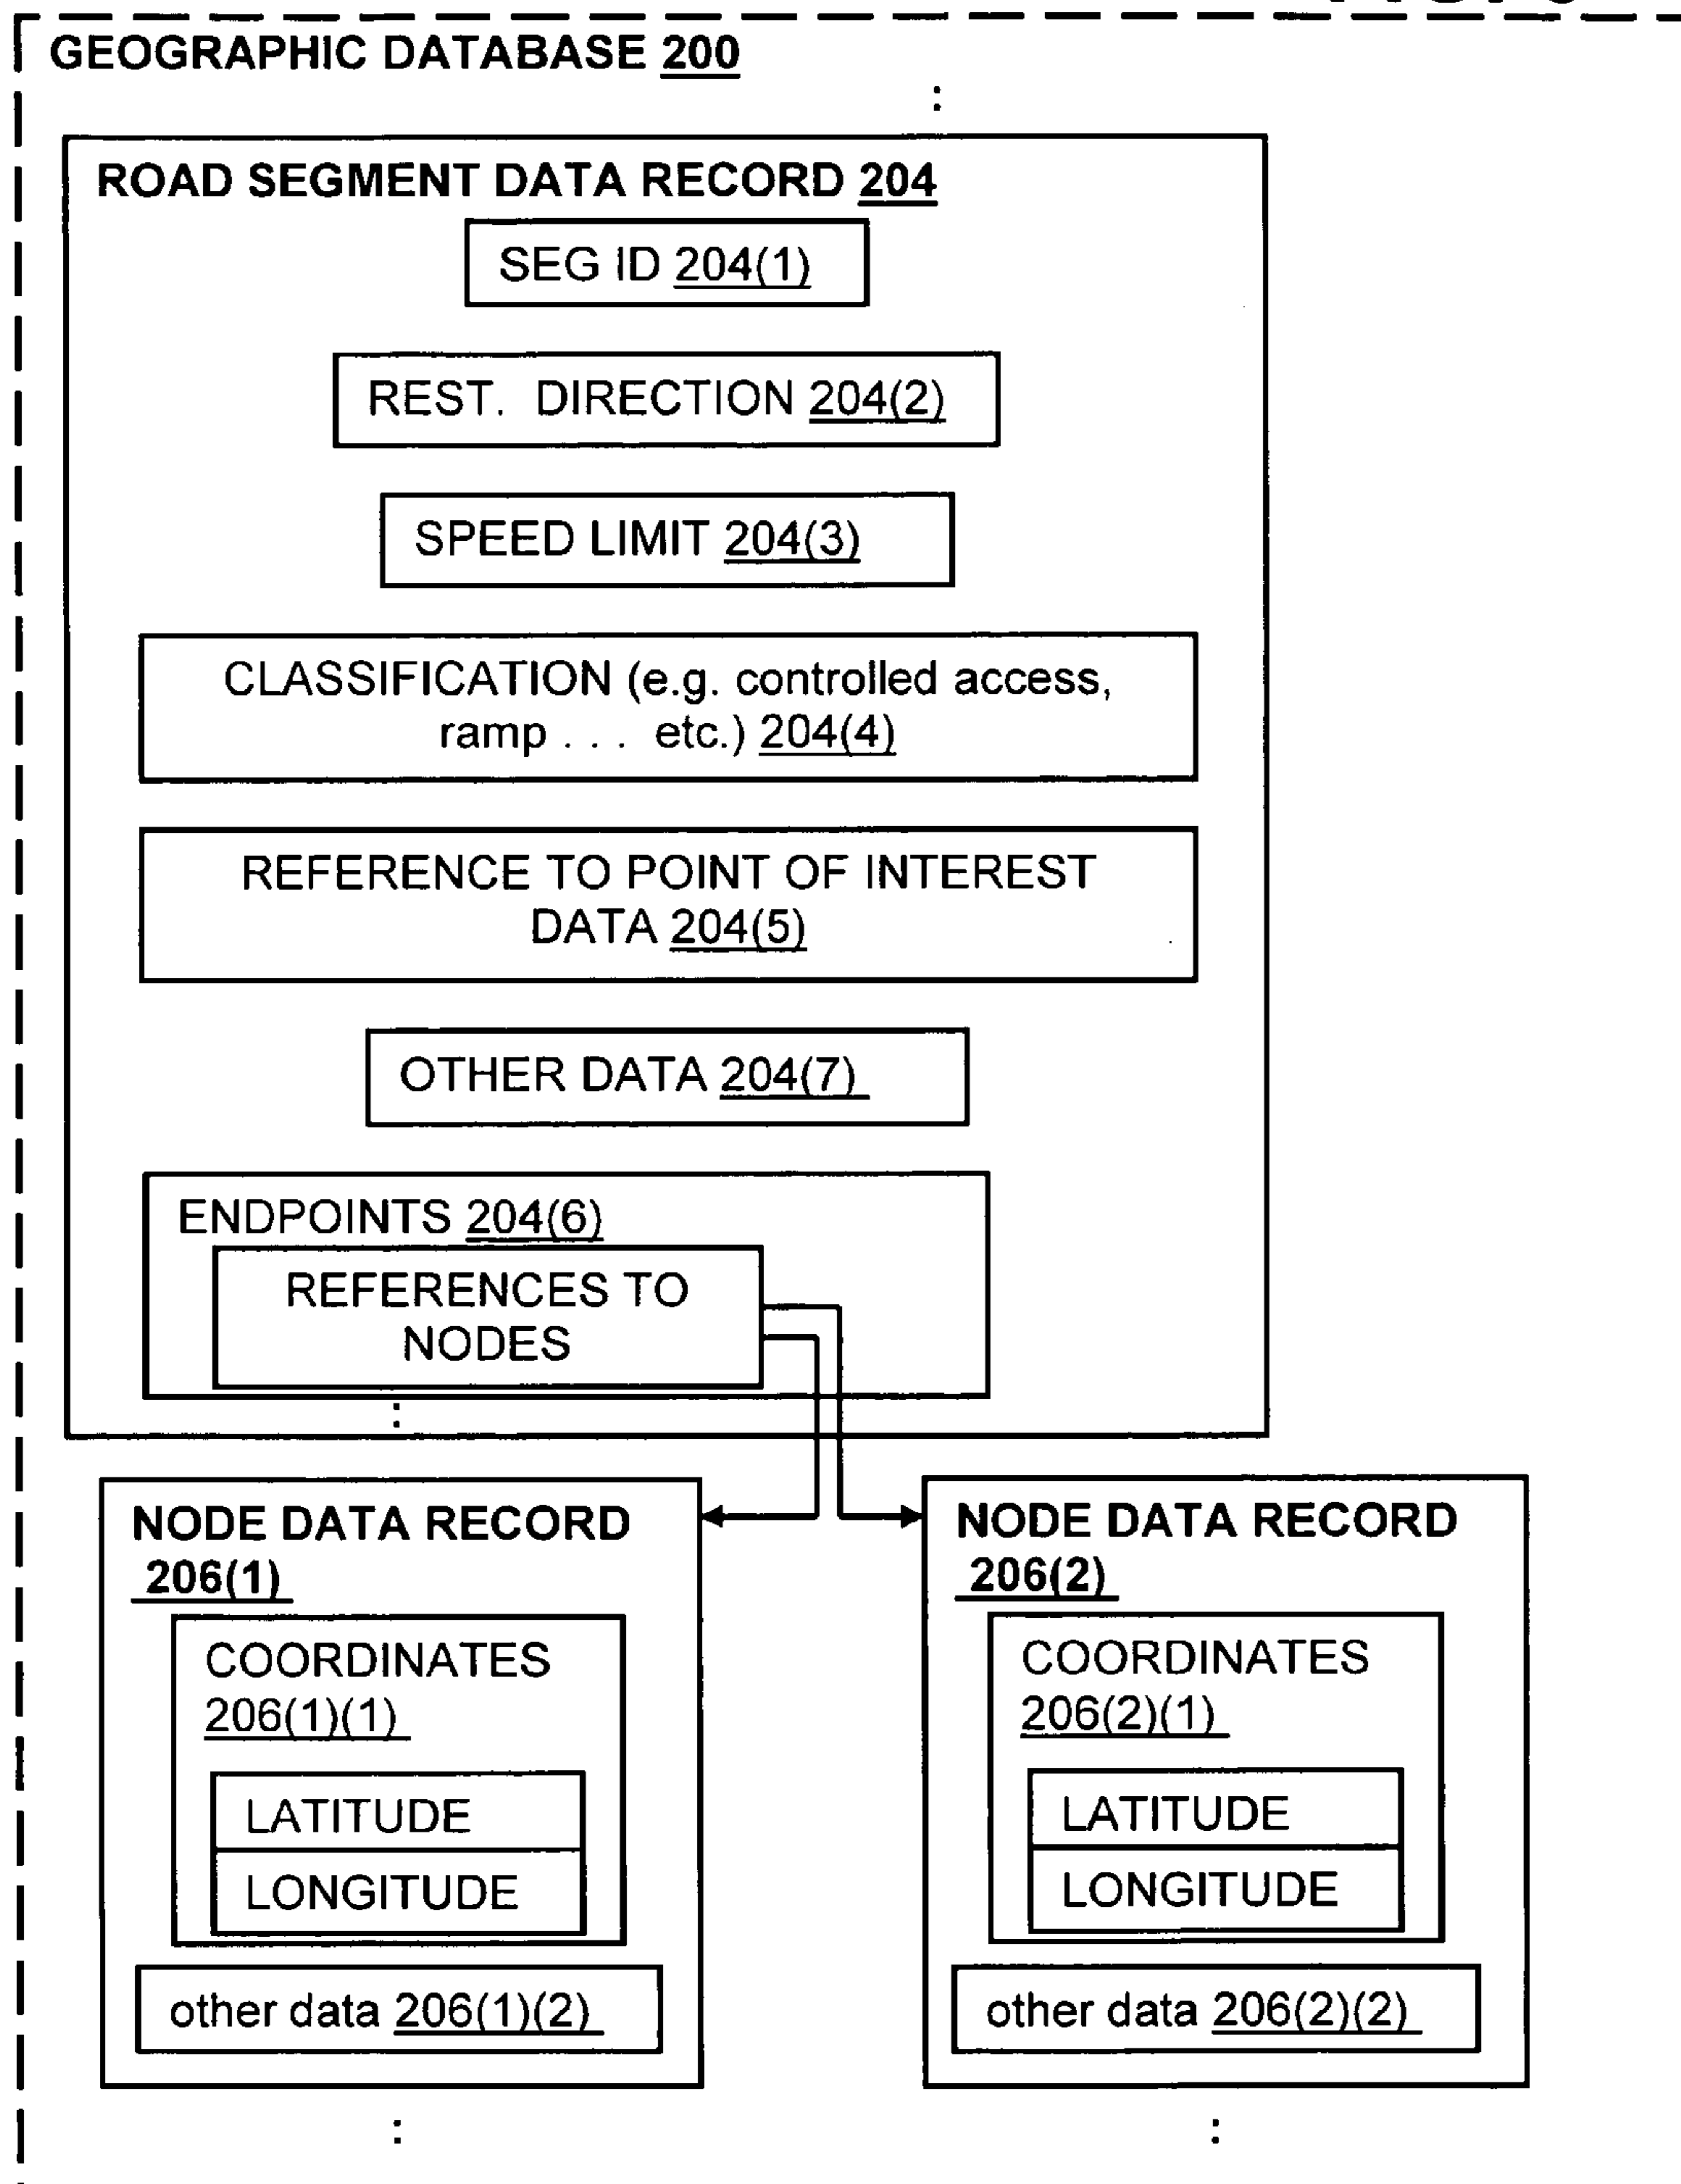 GEOGRAPHIC DATABASE 200
:
ROAD SEGMENT DATA RECORD 204
SEG ID 204(1)
REST. DIRECTION 204(2)
SPEED LIMIT 204(3)
CLASSIFICATION (e.g. controlled access,
ramp . . . etc.) 204(4)
REFERENCE TO POINT OF INTEREST
DATA 204(5)
OTHER DATA 204(7)
ENDPOINTS 204(6)
REFERENCES TO
NODES
:
NODE DATA RECORD
206(1)
COORDINATES
206(1)(1)
LATITUDE
LONGITUDE
other data 206(1)(2)
:
NODE DATA RECORD
206(2)
COORDINATES
206(2)(1)
LATITUDE
LONGITUDE
other data 206(2)(2)
: